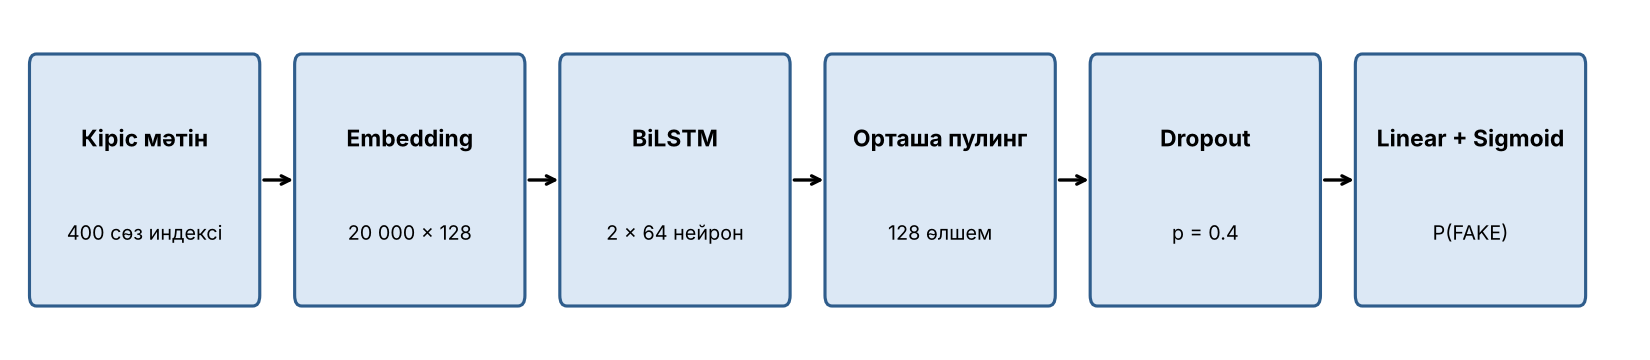 Кіріс мәтін
400 сөз индексі
Embedding
20 000 × 128
BiLSTM
2 × 64 нейрон
Орташа пулинг
128 өлшем
Dropout
p = 0.4
Linear + Sigmoid
P(FAKE)